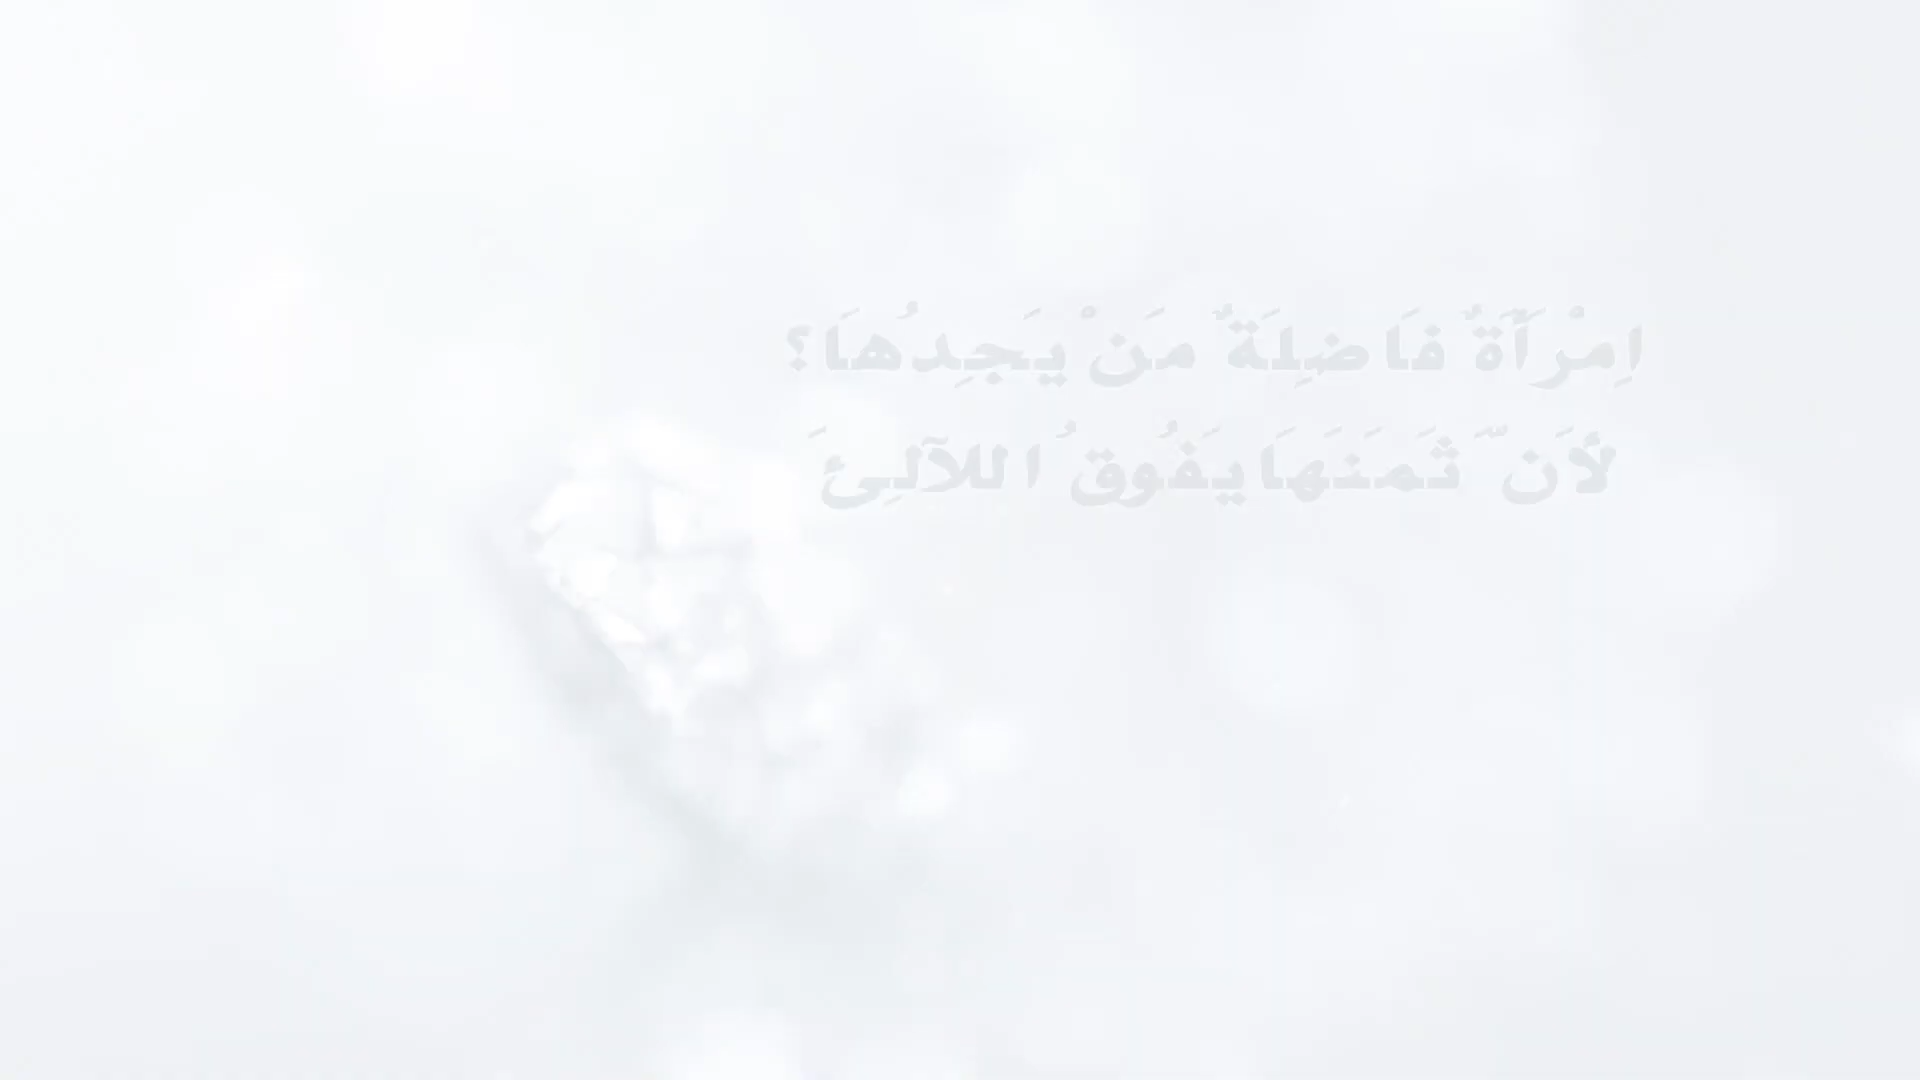 اِمْرَأَةٌ فَاضِلَةٌ مَنْ يَجِدُهَا؟
لأَنَّ ثَمَنَهَا يَفُوقُ اللآلِئَ